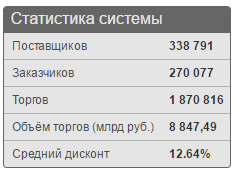 Статистика системы
Поставщиков 338 791
Заказчиков 270 077
Торгов 1 870 816
Объём торгов (млрд руб.) 8 847,49
Средний дисконт 12.64%